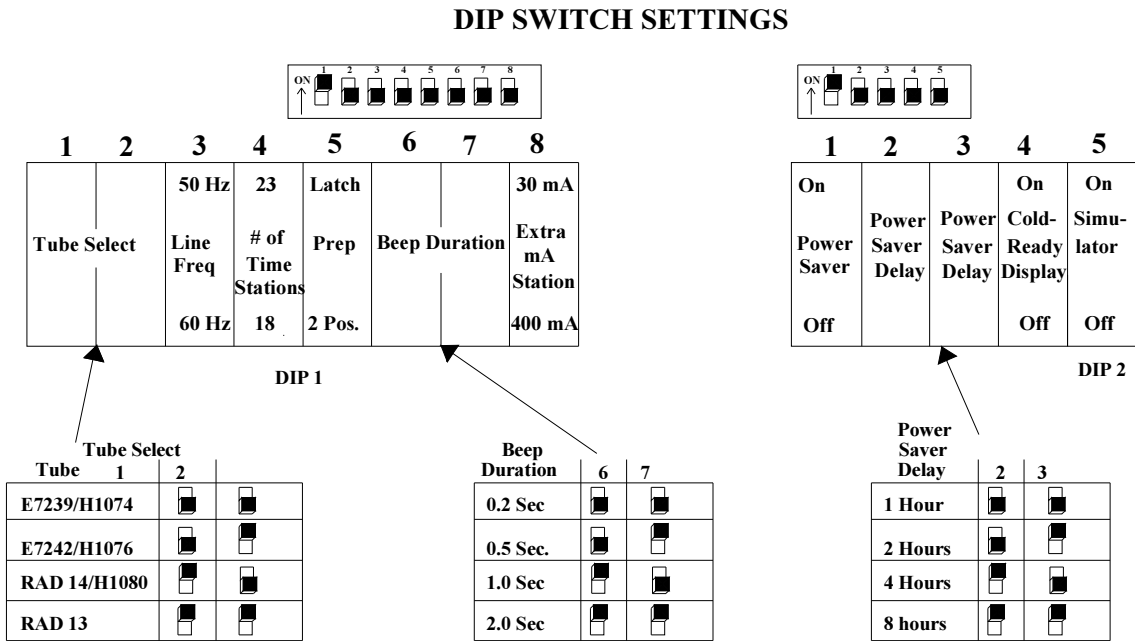 DIP SWITCH SETTINGS
ON 1 2 3 4 5 6 7 8
ON 1 2 3 4 5
1 2 3 4 5 6 7 8
50 Hz 23 Latch 30 mA
Tube Select
Line Freq
# of Time Stations
Prep
Beep Duration
Extra mA Station
60 Hz 18 2 Pos. 400 mA
DIP 1
1 2 3 4 5
On On On
Power Saver
Power Saver Delay
Power Saver Delay
Cold-Ready Display
Simu-lator
Off Off Off
DIP 2
Tube Select
Tube 1 2
E7239/H1074
E7242/H1076
RAD 14/H1080
RAD 13
Beep
Duration 6 7
0.2 Sec
0.5 Sec.
1.0 Sec
2.0 Sec
Power
Saver
Delay 2 3
1 Hour
2 Hours
4 Hours
8 hours